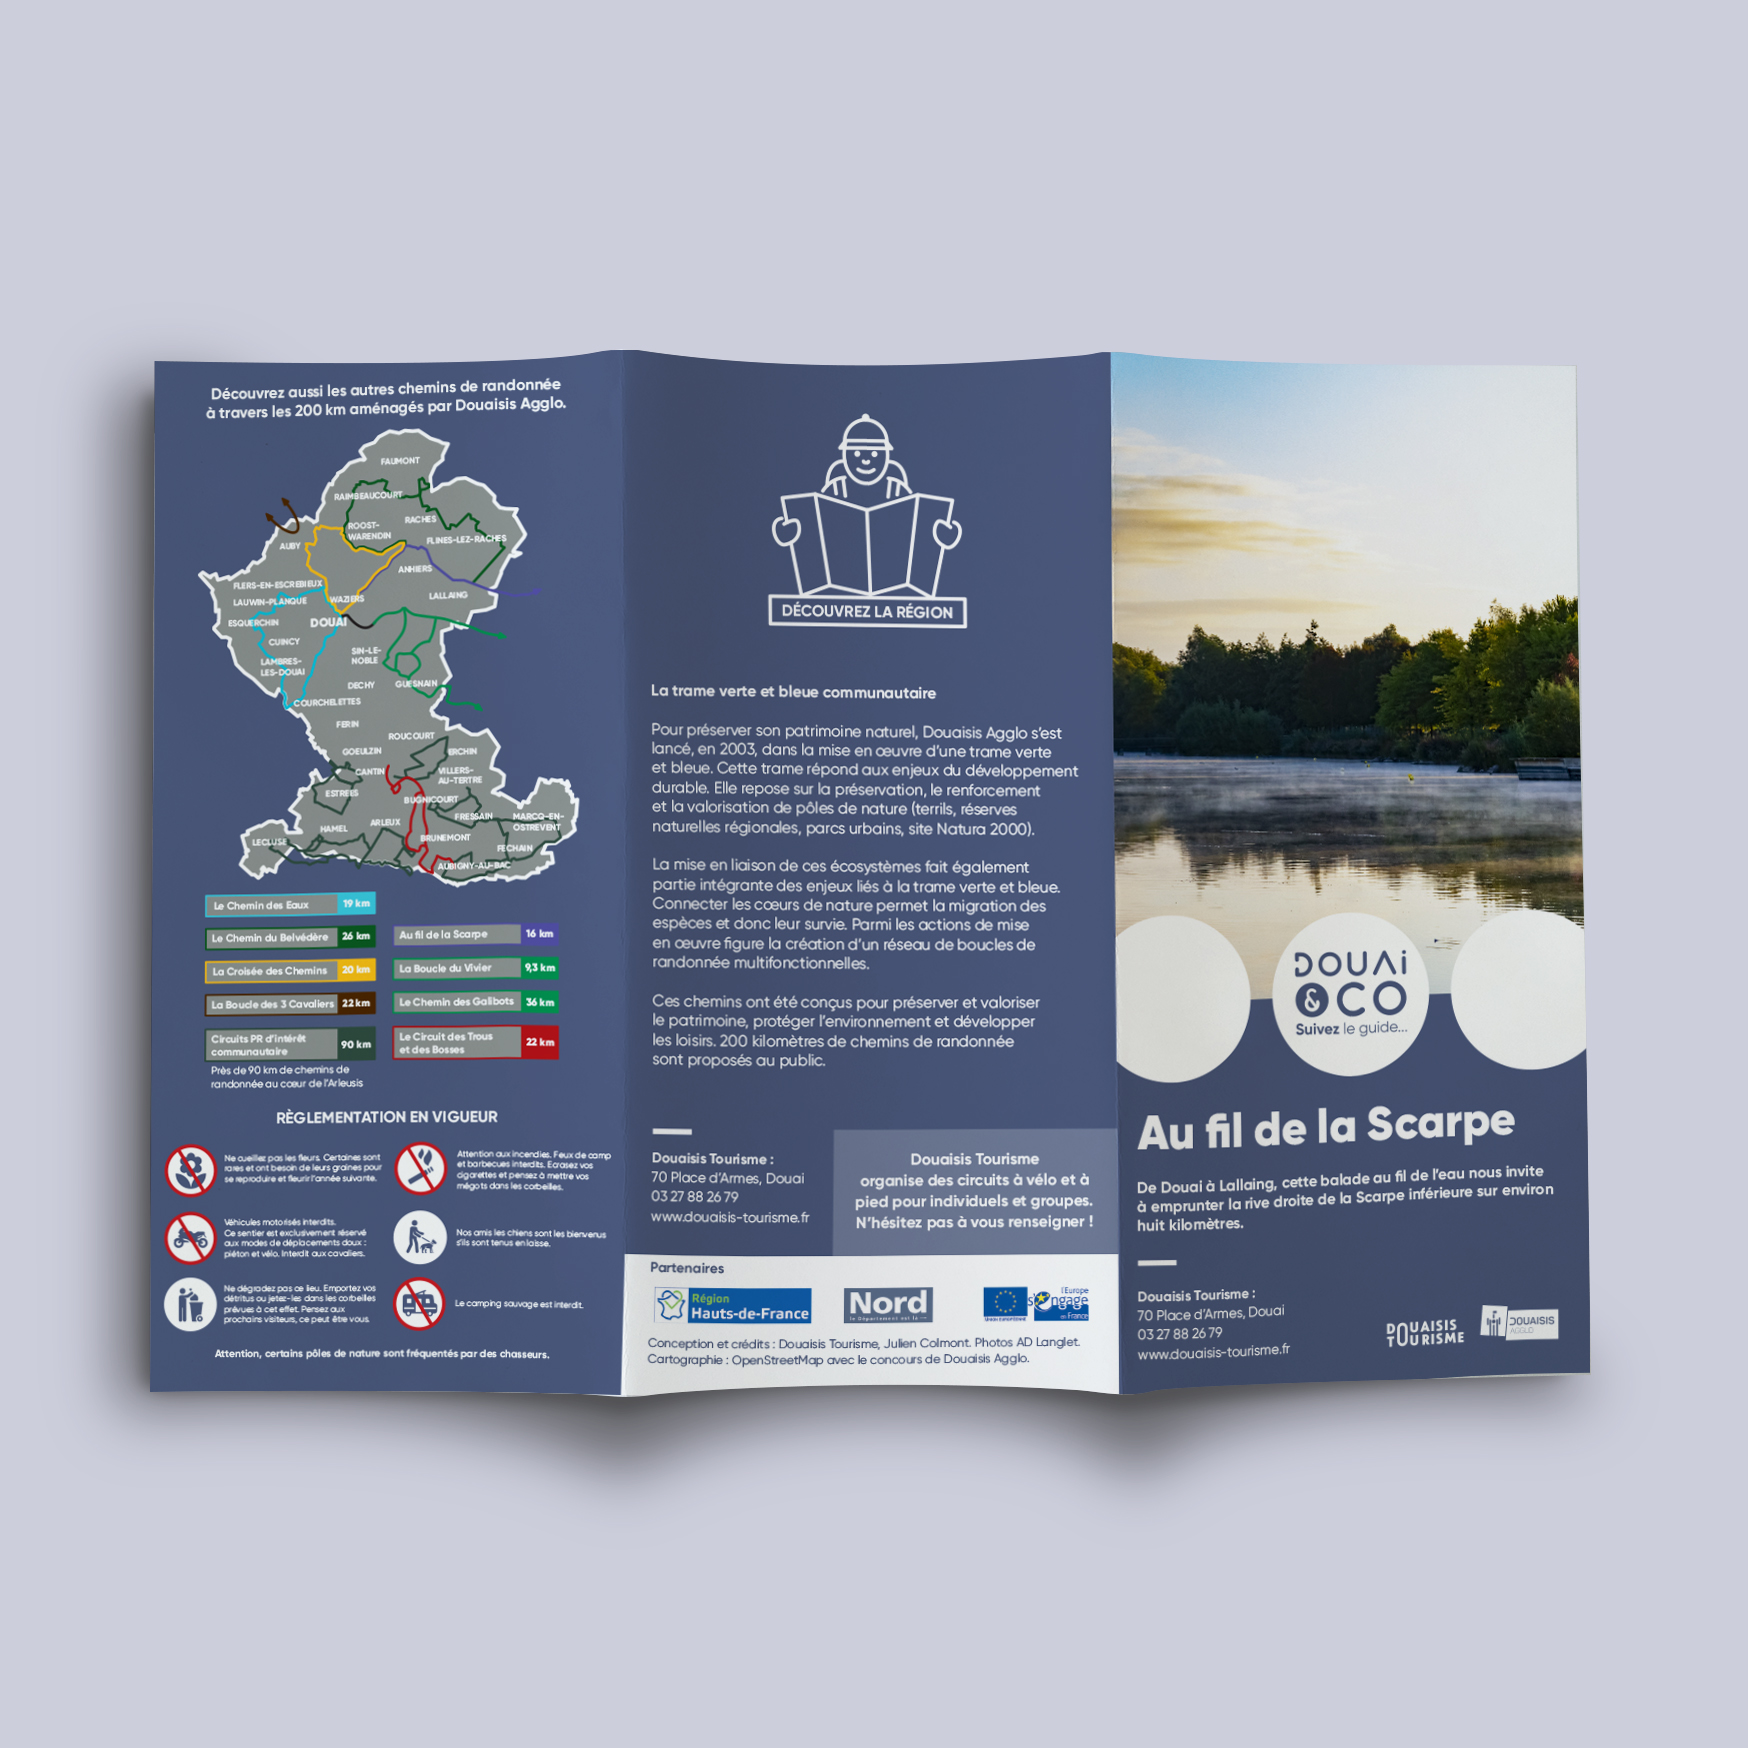 Découvrez aussi les autres chemins de randonnée
à travers les 200 km aménagés par Douaisis Agglo.
FAUMONT
RAIMBEAUCOURT
RACHES
ROOST-
WARENDIN
FLINES-LEZ-RACHES
AUBY
ANHIERS
FLERS-EN-ESCREBIEUX
LAUWIN-PLANQUE
WAZIERS
LALLAING
ESQUERCHIN
DOUAI
CUINCY
SIN-LE-
NOBLE
LAMBRES-
LES-DOUAI
DECHY
GUESNAIN
COURCHELETTES
FERIN
ROUCOURT
GOEULZIN
ERCHIN
CANTIN
VILLERS-
AU-TERTRE
ESTREES
BUGNICOURT
FRESSAIN
MARCQ-EN-
OSTREVENT
ARLEUX
HAMEL
BRUNEMONT
LECLUSE
FECHAIN
AUBIGNY-AU-BAC
Le Chemin des Eaux 19 km
Le Chemin du Belvédère 26 km
La Croisée des Chemins 20 km
La Boucle des 3 Cavaliers 22 km
Circuits PR d'intérêt
communautaire 90 km
Près de 90 km de chemins de
randonnée au cœur de l'Arleusis
Au fil de la Scarpe 16 km
La Boucle du Vivier 9,3 km
Le Chemin des Galibots 36 km
Le Circuit des Trous
et des Bosses 22 km
RÈGLEMENTATION EN VIGUEUR
Ne cueillez pas les fleurs. Certaines sont
rares et ont besoin de leurs graines pour
se reproduire et fleurir l'année suivante.
Attention aux incendies. Feux de camp
et barbecues interdits. Ecrasez vos
cigarettes et pensez à mettre vos
mégots dans les corbeilles.
Véhicules motorisés interdits.
Ce sentier est exclusivement réservé
aux modes de déplacements doux :
piéton et vélo. Interdit aux cavaliers.
Nos amis les chiens sont les bienvenus
s'ils sont tenus en laisse.
Ne dégradez pas ce lieu. Emportez vos
détritus ou jetez-les dans les corbeilles
prévues à cet effet. Pensez aux
prochains visiteurs, ce peut être vous.
Le camping sauvage est interdit.
Attention, certains pôles de nature sont fréquentés par des chasseurs.
DÉCOUVREZ LA RÉGION
La trame verte et bleue communautaire
Pour préserver son patrimoine naturel, Douaisis Agglo s'est
lancé, en 2003, dans la mise en œuvre d'une trame verte
et bleue. Cette trame répond aux enjeux du développement
durable. Elle repose sur la préservation, le renforcement
et la valorisation de pôles de nature (terrils, réserves
naturelles régionales, parcs urbains, site Natura 2000).
La mise en liaison de ces écosystèmes fait également
partie intégrante des enjeux liés à la trame verte et bleue.
Connecter les cœurs de nature permet la migration des
espèces et donc leur survie. Parmi les actions de mise
en œuvre figure la création d'un réseau de boucles de
randonnée multifonctionnelles.
Ces chemins ont été conçus pour préserver et valoriser
le patrimoine, protéger l'environnement et développer
les loisirs. 200 kilomètres de chemins de randonnée
sont proposés au public.
Douaisis Tourisme :
70 Place d'Armes, Douai
03 27 88 26 79
www.douaisis-tourisme.fr
Douaisis Tourisme
organise des circuits à vélo et à
pied pour individuels et groupes.
N'hésitez pas à vous renseigner !
Partenaires
Région
Hauts-de-France
Nord
le Département est là
l'Europe
s'engage
en France
Conception et crédits : Douaisis Tourisme, Julien Colmont. Photos AD Langlet.
Cartographie : OpenStreetMap avec le concours de Douaisis Agglo.
DOUAi
& CO
Suivez le guide...
Au fil de la Scarpe
De Douai à Lallaing, cette balade au fil de l'eau nous invite
à emprunter la rive droite de la Scarpe inférieure sur environ
huit kilomètres.
Douaisis Tourisme :
70 Place d'Armes, Douai
03 27 88 26 79
www.douaisis-tourisme.fr
DOUAISIS
TOURISME
DOUAISIS
AGGLO